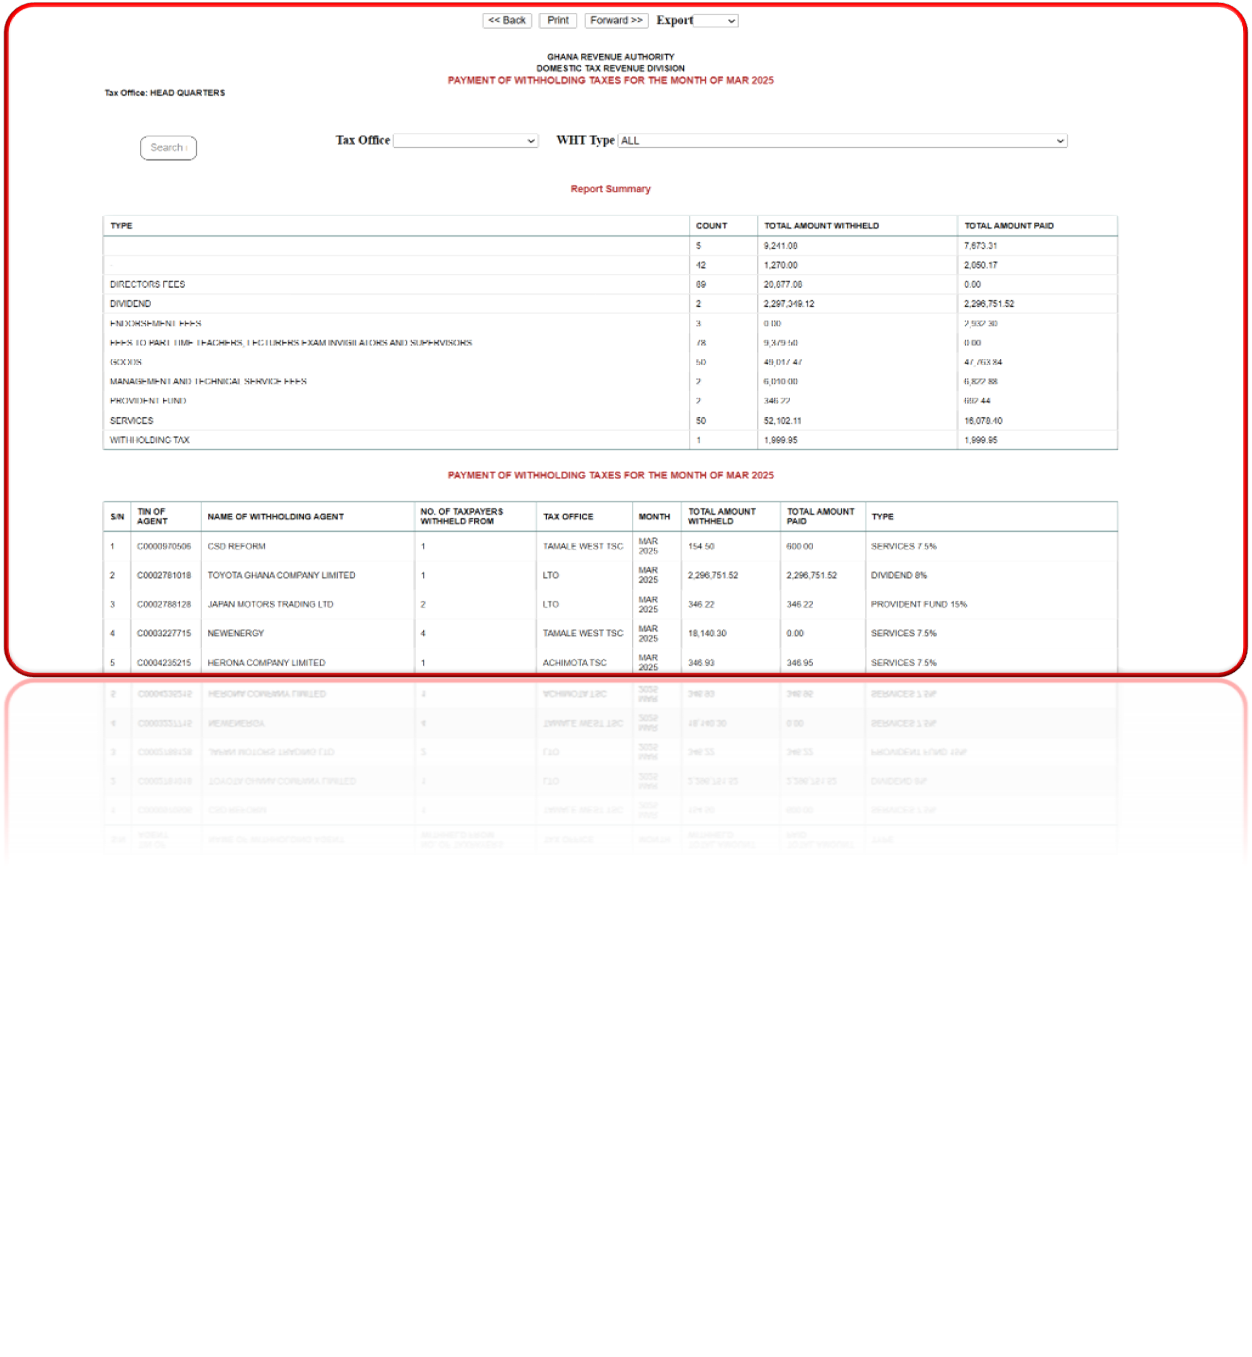 << Back Print Forward >> Export
GHANA REVENUE AUTHORITY
DOMESTIC TAX REVENUE DIVISION
PAYMENT OF WITHHOLDING TAXES FOR THE MONTH OF MAR 2025
Tax Office: HEAD QUARTERS
Search Tax Office WHT Type ALL
Report Summary
TYPE COUNT TOTAL AMOUNT WITHHELD TOTAL AMOUNT PAID
5 9,241.08 7,673.31
42 1,270.00 2,050.17
DIRECTORS FEES 89 20,877.08 0.00
DIVIDEND 2 2,297,349.12 2,296,751.52
ENDORSEMENT FEES 3 0.00 2,932.30
FEES TO PART TIME TEACHERS, LECTURERS EXAM INVIGILATORS AND SUPERVISORS 78 9,379.50 0.00
GOODS 50 49,017.47 47,763.84
MANAGEMENT AND TECHNICAL SERVICE FEES 2 6,010.00 6,822.88
PROVIDENT FUND 2 346.22 692.44
SERVICES 50 52,102.11 16,078.40
WITHHOLDING TAX 1 1,999.95 1,999.95
PAYMENT OF WITHHOLDING TAXES FOR THE MONTH OF MAR 2025
S/N TIN OF AGENT NAME OF WITHHOLDING AGENT NO. OF TAXPAYERS WITHHELD FROM TAX OFFICE MONTH TOTAL AMOUNT WITHHELD TOTAL AMOUNT PAID TYPE
1 C0000970506 CSD REFORM 1 TAMALE WEST TSC MAR 2025 154.50 600.00 SERVICES 7.5%
2 C0002781018 TOYOTA GHANA COMPANY LIMITED 1 LTO MAR 2025 2,296,751.52 2,296,751.52 DIVIDEND 8%
3 C0002788128 JAPAN MOTORS TRADING LTD 2 LTO MAR 2025 346.22 346.22 PROVIDENT FUND 15%
4 C0003227715 NEWENERGY 4 TAMALE WEST TSC MAR 2025 18,140.30 0.00 SERVICES 7.5%
5 C0004235215 HERONA COMPANY LIMITED 1 ACHIMOTA TSC MAR 2025 346.93 346.95 SERVICES 7.5%